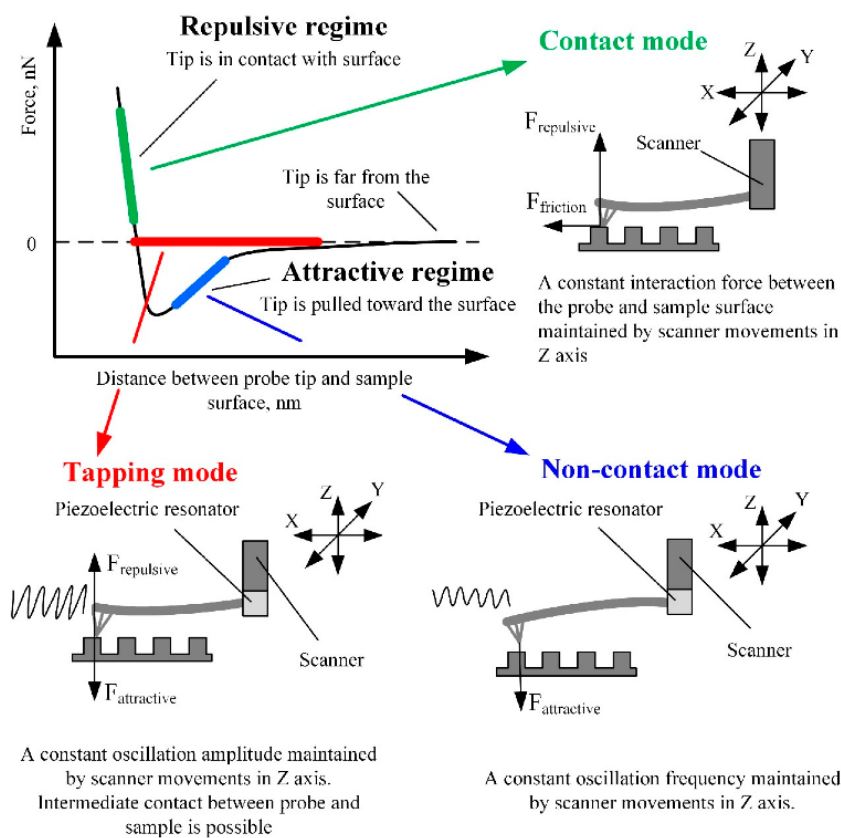 Repulsive regime
Tip is in contact with surface
Force, nN
Tip is far from the
surface
0
Attractive regime
Tip is pulled toward the surface
Distance between probe tip and sample
surface, nm
Contact mode
Z
Y
X
Frepulsive
Scanner
Ffriction
A constant interaction force between
the probe and sample surface
maintained by scanner movements in
Z axis
Tapping mode
Piezoelectric resonator
Z
Y
X
Frepulsive
Scanner
Fattractive
A constant oscillation amplitude maintained
by scanner movements in Z axis.
Intermediate contact between probe and
sample is possible
Non-contact mode
Piezoelectric resonator
Z
Y
X
Scanner
Fattractive
A constant oscillation frequency maintained
by scanner movements in Z axis.